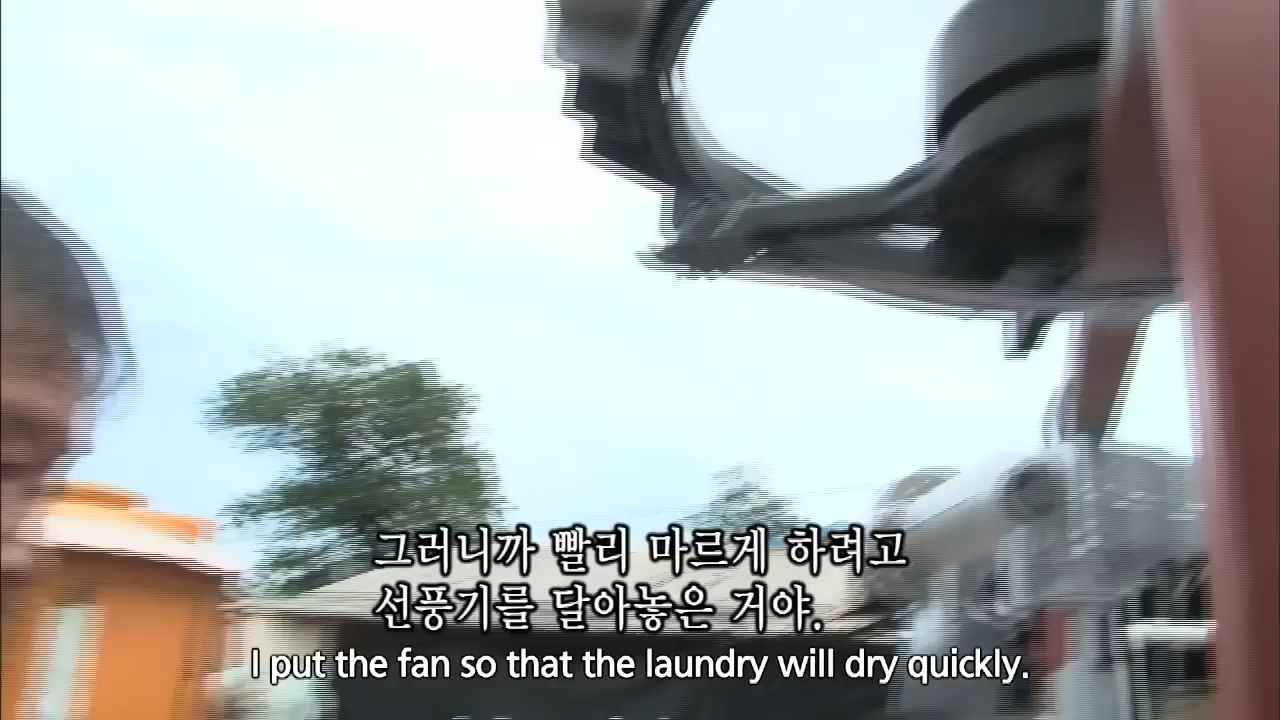 그러니까 빨리 마르게 하려고
선풍기를 달아놓은 거야.
I put the fan so that the laundry will dry quickly.